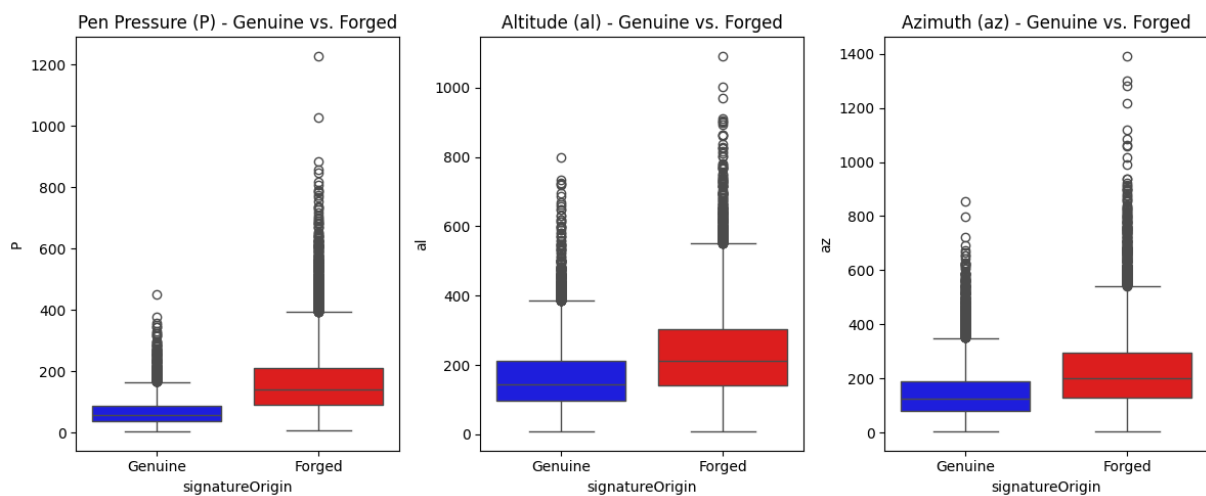 Pen Pressure (P) - Genuine vs. Forged
1200
1000
800
600
400
200
0
P
Genuine
Forged
signatureOrigin
Altitude (al) - Genuine vs. Forged
1000
800
600
400
200
0
al
Genuine
Forged
signatureOrigin
Azimuth (az) - Genuine vs. Forged
1400
1200
1000
800
600
400
200
0
az
Genuine
Forged
signatureOrigin